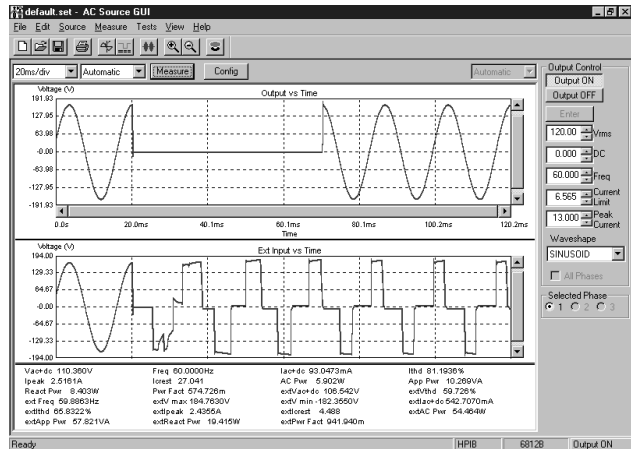 default.set - AC Source GUI
File Edit Source Measure Tests View Help
20ms/div Automatic Measure Config Automatic
Output Control
Output ON
Output OFF
Enter
120.00 Vrms
0.000 DC
60.000 Freq
6.565 Current Limit
13.000 Peak Current
Waveshape
SINUSOID
All Phases
Selected Phase
1 2 3
Voltage (V) Output vs Time
191.93
127.95
63.98
-0.00
-63.98
-127.95
-191.93
0.0s 20.0ms 40.1ms 60.1ms 80.1ms 100.2ms 120.2ms
Time
Voltage (V) Ext Input vs Time
194.00
129.33
64.67
-0.00
-64.67
-129.33
-194.00
Vac+dc 110.380V Freq 60.0000Hz Iac+dc 93.0473mA Ithd 81.1936%
Ipeak 2.5161A Icrest 27.041 AC Pwr 5.902W App Pwr 10.269VA
React Pwr 8.403W Pwr Fact 574.726m extVac+dc 106.542V extVthd 59.726%
ext Freq 59.8863Hz extV max 184.7630V extV min -182.3550V extIac+dc 542.7070mA
extIthd 65.8322% extIpeak 2.4355A extIcrest 4.488 extAC Pwr 54.464W
extApp Pwr 57.821VA extReact Pwr 19.415W extPwr Fact 941.940m
Ready HPIB 6812B Output ON